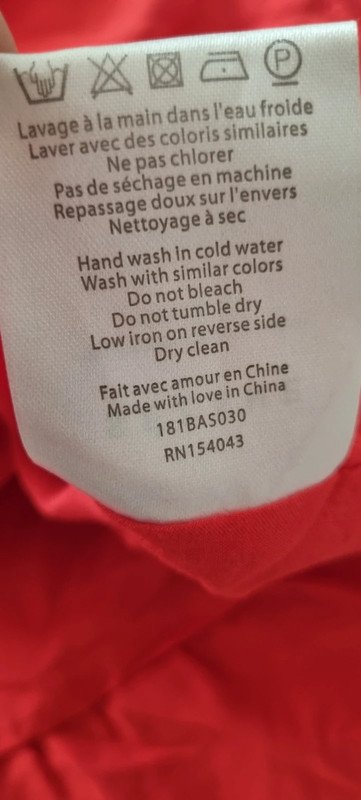 P
Lavage à la main dans l'eau froide
Laver avec des coloris similaires
Ne pas chlorer
Pas de séchage en machine
Repassage doux sur l'envers
Nettoyage à sec
Hand wash in cold water
Wash with similar colors
Do not bleach
Do not tumble dry
Low iron on reverse side
Dry clean
Fait avec amour en Chine
Made with love in China
181BAS030
RN154043